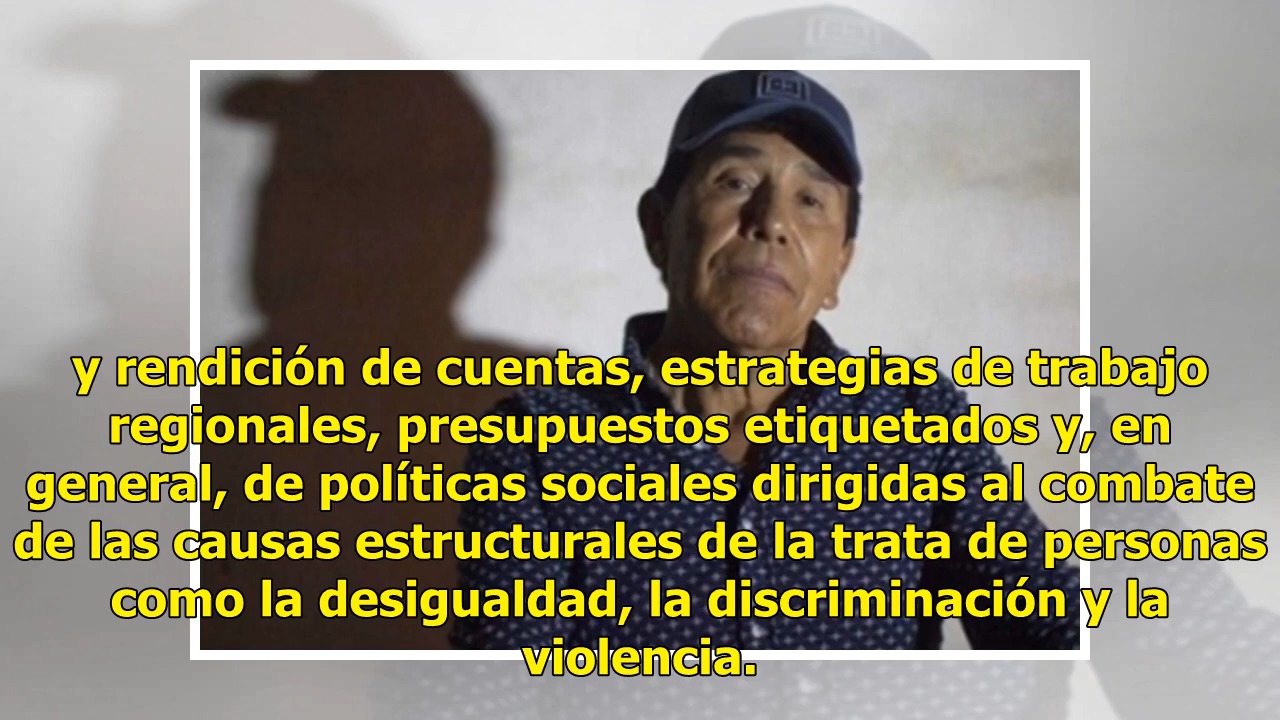 y rendición de cuentas, estrategias de trabajo
regionales, presupuestos etiquetados y, en
general, de políticas sociales dirigidas al combate
de las causas estructurales de la trata de personas
como la desigualdad, la discriminación y la
violencia.